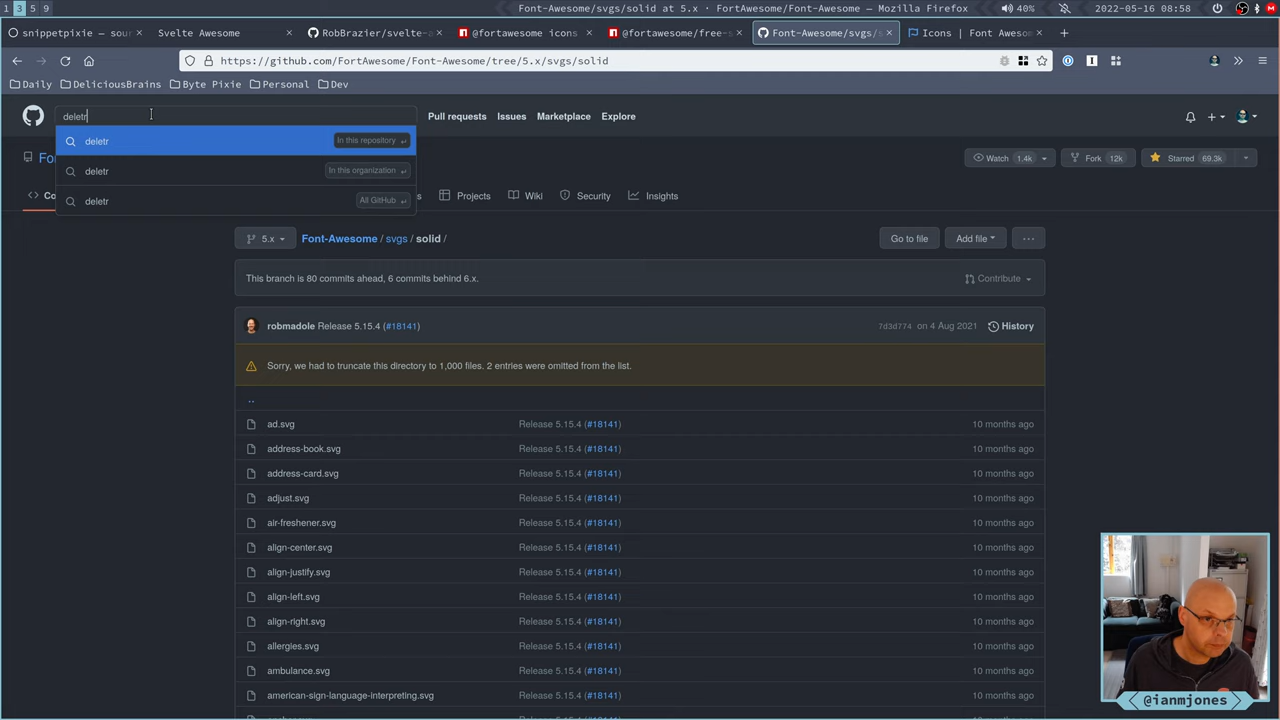 1 3 5 9
Font-Awesome/svgs/solid at 5.x · FortAwesome/Font-Awesome — Mozilla Firefox
40%
2022-05-16 08:58
snippetpixie — sour
Svelte Awesome
RobBrazier/svelte-a
@fortawesome icons
@fortawesome/free-s
Font-Awesome/svgs/s
Icons | Font Awesom
https://github.com/FortAwesome/Font-Awesome/tree/5.x/svgs/solid
Daily
DeliciousBrains
Byte Pixie
Personal
Dev
deletr
Pull requests
Issues
Marketplace
Explore
deletr
In this repository
deletr
In this organization
deletr
All GitHub
Fo
Watch 1.4k
Fork 12k
Starred 69.3k
Co
s
Projects
Wiki
Security
Insights
5.x
Font-Awesome / svgs / solid /
Go to file
Add file
This branch is 80 commits ahead, 6 commits behind 6.x.
Contribute
robmadole Release 5.15.4 (#18141)
7d3d774 on 4 Aug 2021
History
Sorry, we had to truncate this directory to 1,000 files. 2 entries were omitted from the list.
..
ad.svg Release 5.15.4 (#18141) 10 months ago
address-book.svg Release 5.15.4 (#18141) 10 months ago
address-card.svg Release 5.15.4 (#18141) 10 months ago
adjust.svg Release 5.15.4 (#18141) 10 months ago
air-freshener.svg Release 5.15.4 (#18141) 10 months ago
align-center.svg Release 5.15.4 (#18141) 10 months ago
align-justify.svg Release 5.15.4 (#18141) 10 months ago
align-left.svg Release 5.15.4 (#18141) 10 months ago
align-right.svg Release 5.15.4 (#18141) 10 months ago
allergies.svg Release 5.15.4 (#18141) 10 months ago
ambulance.svg Release 5.15.4 (#18141) 10 months ago
american-sign-language-interpreting.svg Release 5.15.4 (#18141) 10 months ago
@ianmjones